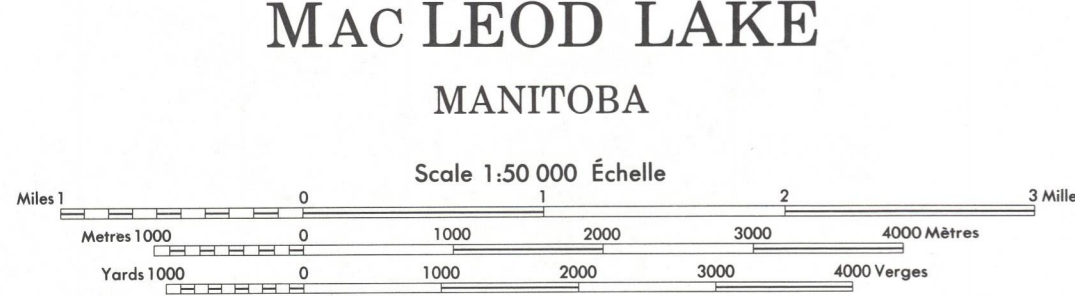 MAC LEOD LAKE
MANITOBA
Scale 1:50 000 Échelle
Miles 1 0 1 2 3 Mille
Metres 1000 0 1000 2000 3000 4000 Mètres
Yards 1000 0 1000 2000 3000 4000 Verges